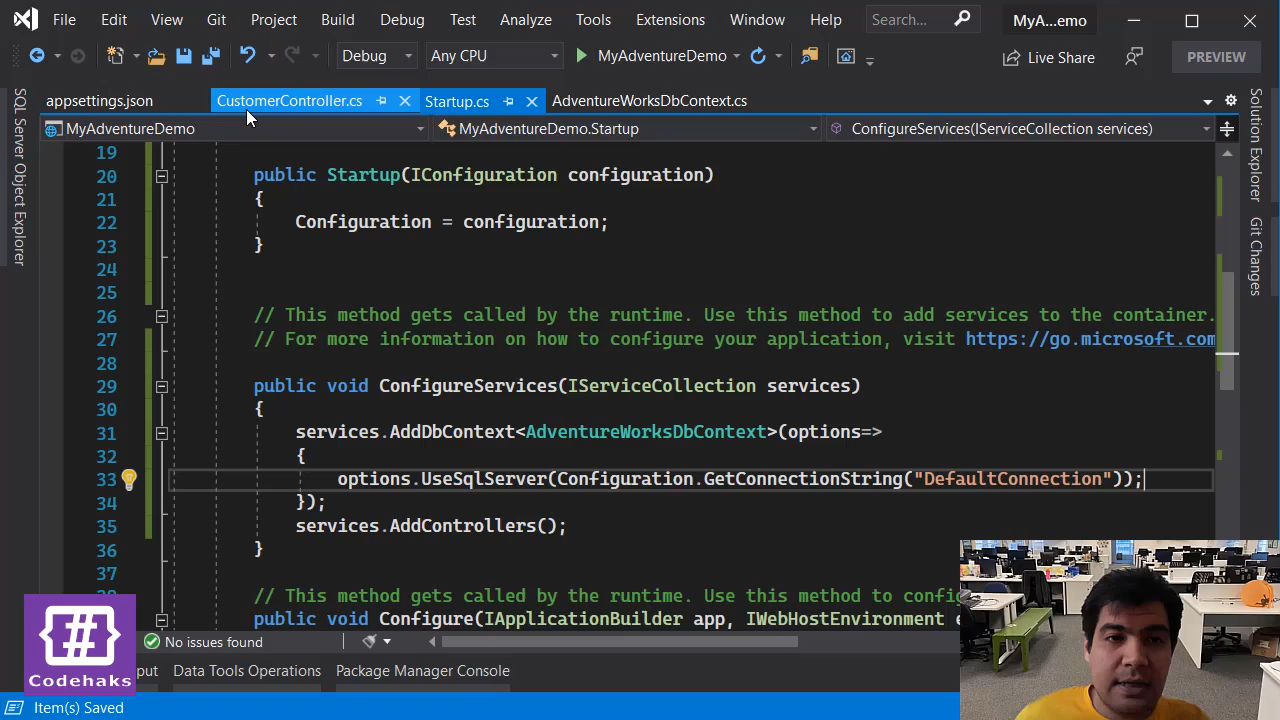 File Edit View Git Project Build Debug Test Analyze Tools Extensions Window Help Search... MyA...emo
Debug Any CPU MyAdventureDemo Live Share PREVIEW
appsettings.json CustomerController.cs Startup.cs AdventureWorksDbContext.cs
MyAdventureDemo MyAdventureDemo.Startup ConfigureServices(IServiceCollection services)
SQL Server Object Explorer
Solution Explorer
Git Changes
19
20 public Startup(IConfiguration configuration)
21 {
22 Configuration = configuration;
23 }
24
25
26 // This method gets called by the runtime. Use this method to add services to the container.
27 // For more information on how to configure your application, visit https://go.microsoft.com
28
29 public void ConfigureServices(IServiceCollection services)
30 {
31 services.AddDbContext<AdventureWorksDbContext>(options=>
32 {
33 options.UseSqlServer(Configuration.GetConnectionString("DefaultConnection"));
34 });
35 services.AddControllers();
36 }
37
// This method gets called by the runtime. Use this method to config
public void Configure(IApplicationBuilder app, IWebHostEnvironment e
No issues found
put Data Tools Operations Package Manager Console
Item(s) Saved
{#}
Codehaks